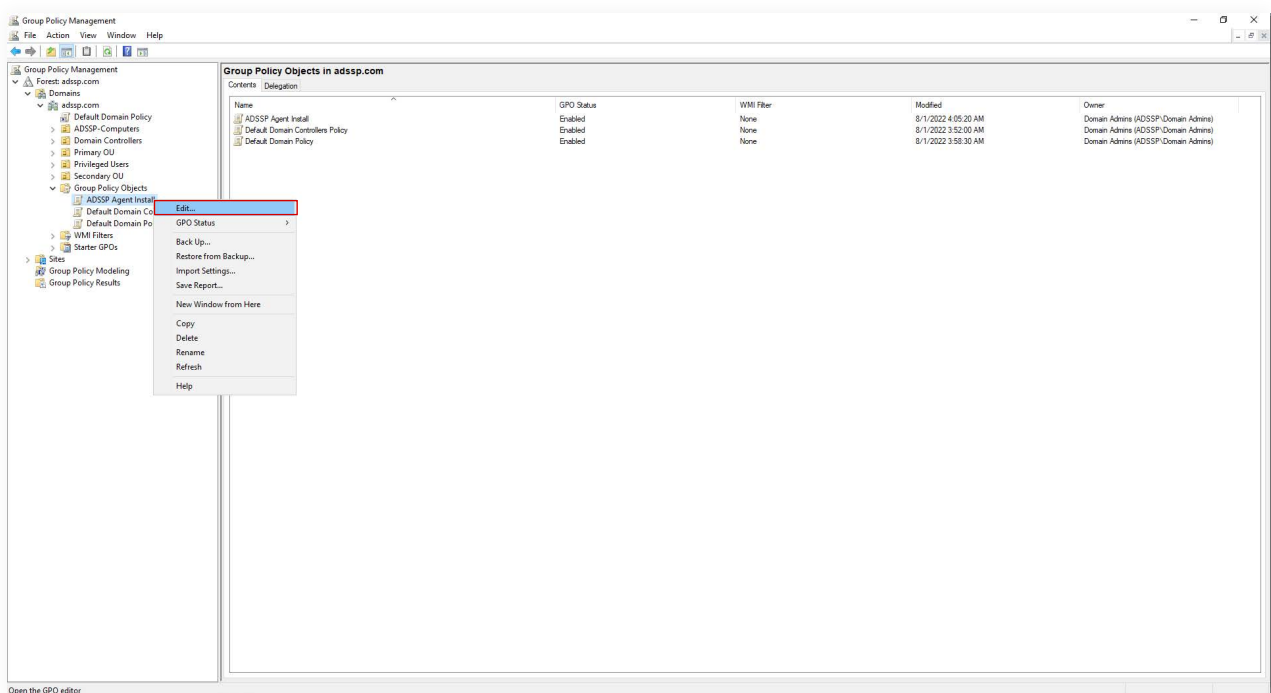 Group Policy Management
File Action View Window Help
Group Policy Management
Forest: adssp.com
Domains
adssp.com
Default Domain Policy
ADSSP-Computers
Domain Controllers
Primary OU
Privileged Users
Secondary OU
Group Policy Objects
ADSSP Agent Install
Default Domain Co
Default Domain Po
WMI Filters
Starter GPOs
Sites
Group Policy Modeling
Group Policy Results
Edit...
GPO Status
Back Up...
Restore from Backup...
Import Settings...
Save Report...
New Window from Here
Copy
Delete
Rename
Refresh
Help
Group Policy Objects in adssp.com
Contents Delegation
Name GPO Status WMI Filter Modified Owner
ADSSP Agent Install Enabled None 8/1/2022 4:05:20 AM Domain Admins (ADSSP\Domain Admins)
Default Domain Controllers Policy Enabled None 8/1/2022 3:52:00 AM Domain Admins (ADSSP\Domain Admins)
Default Domain Policy Enabled None 8/1/2022 3:58:30 AM Domain Admins (ADSSP\Domain Admins)
Open the GPO editor